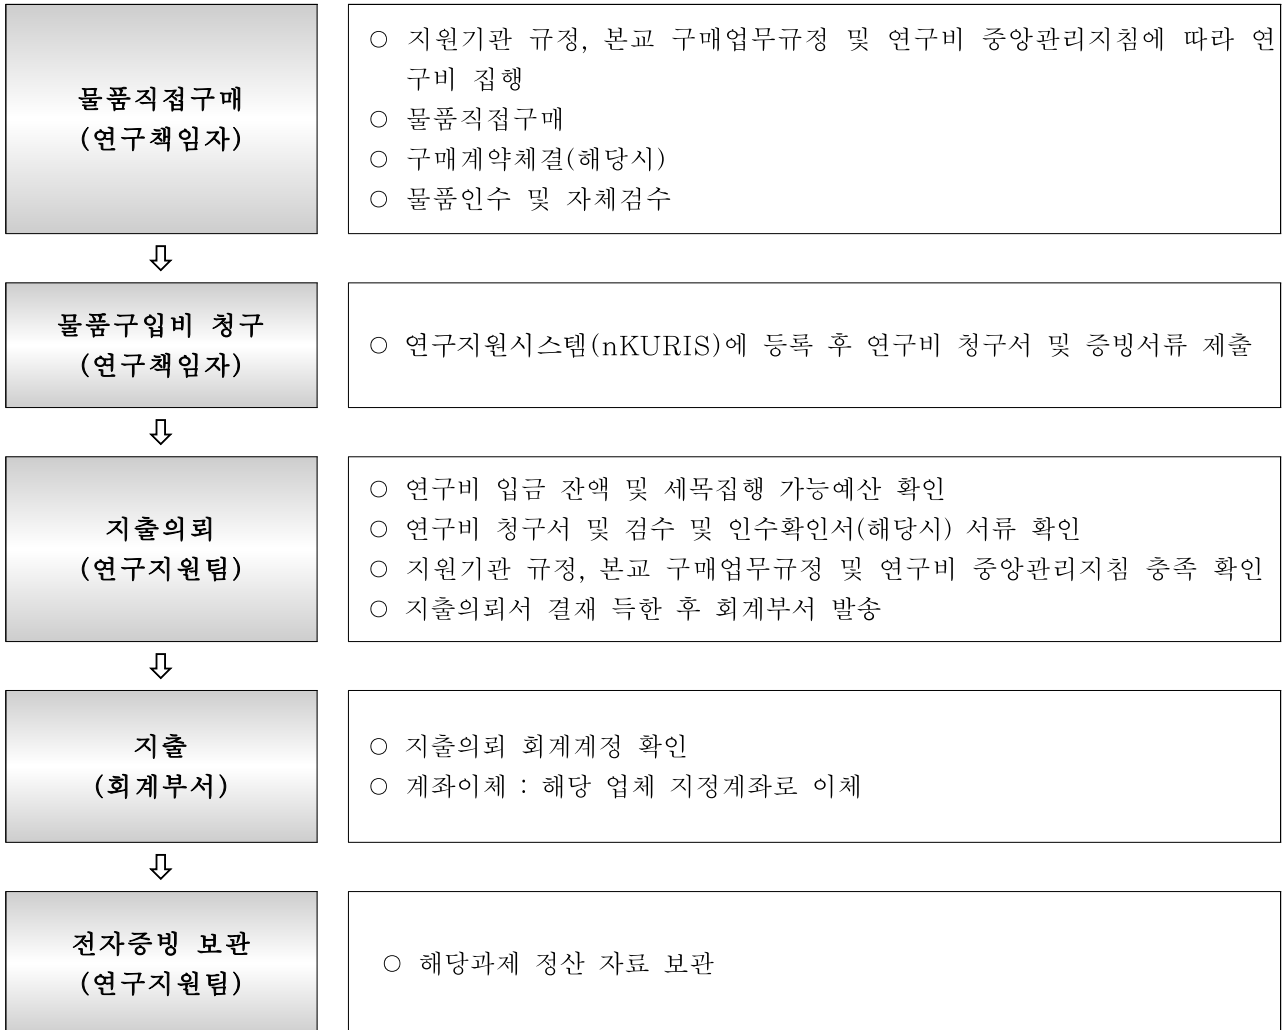 물품직접구매
(연구책임자)
○ 지원기관 규정, 본교 구매업무규정 및 연구비 중앙관리지침에 따라 연
구비 집행
○ 물품직접구매
○ 구매계약체결(해당시)
○ 물품인수 및 자체검수
⇩
물품구입비 청구
(연구책임자)
○ 연구지원시스템(nKURIS)에 등록 후 연구비 청구서 및 증빙서류 제출
⇩
지출의뢰
(연구지원팀)
○ 연구비 입금 잔액 및 세목집행 가능예산 확인
○ 연구비 청구서 및 검수 및 인수확인서(해당시) 서류 확인
○ 지원기관 규정, 본교 구매업무규정 및 연구비 중앙관리지침 충족 확인
○ 지출의뢰서 결재 득한 후 회계부서 발송
⇩
지출
(회계부서)
○ 지출의뢰 회계계정 확인
○ 계좌이체 : 해당 업체 지정계좌로 이체
⇩
전자증빙 보관
(연구지원팀)
○ 해당과제 정산 자료 보관